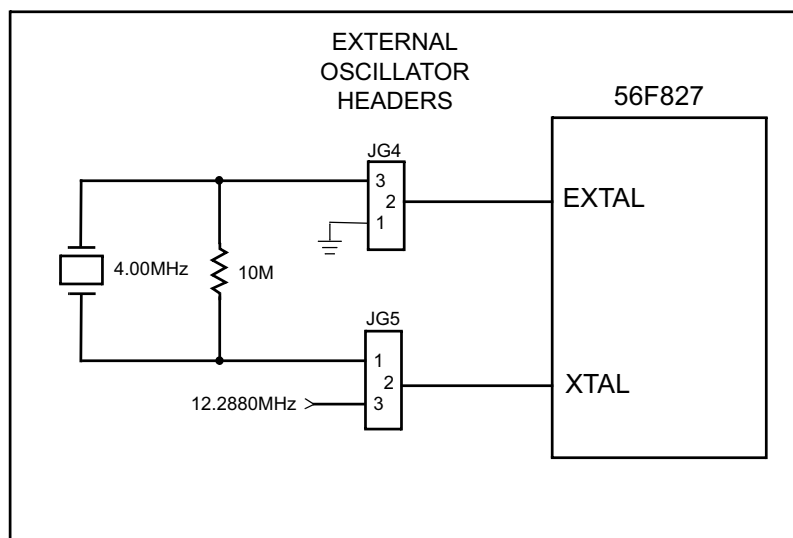 EXTERNAL
OSCILLATOR
HEADERS
56F827
JG4
3
2
1
EXTAL
4.00MHz
10M
JG5
1
2
3
XTAL
12.2880MHz